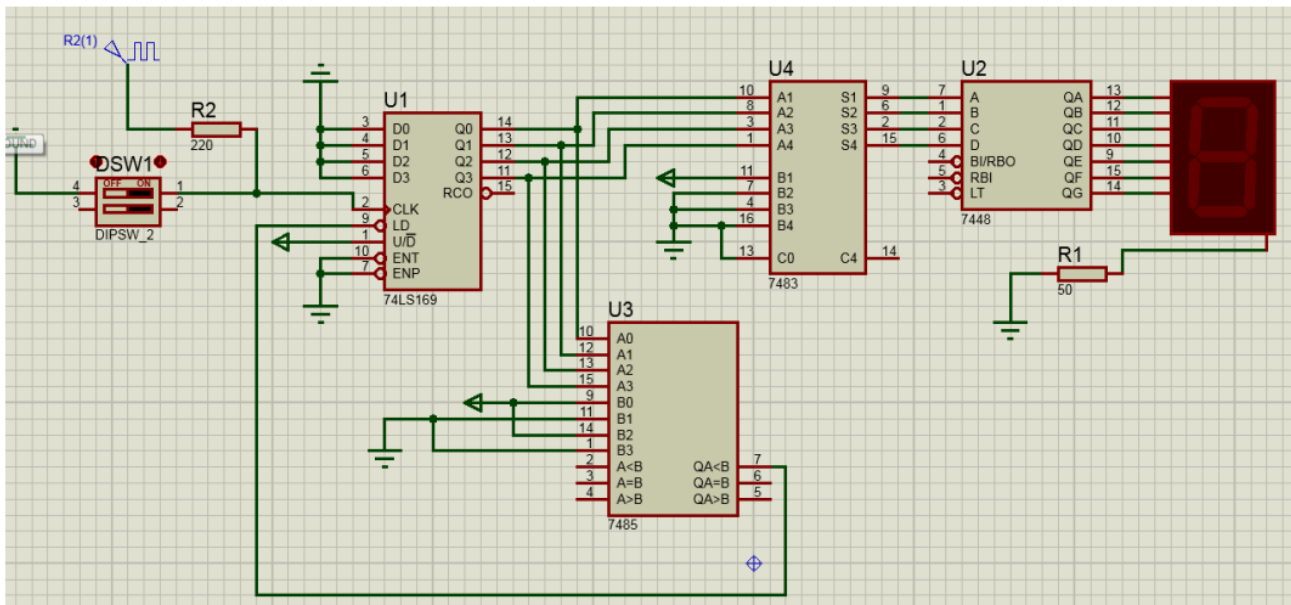 R2(1)
R2
220
OUND
DSW1
OFF ON
4
3
1
2
DIPSW_2
U1
3 D0 Q0 14
4 D1 Q1 13
5 D2 Q2 12
6 D3 Q3 11
RCO 15
2 CLK
9 LD
1 U/D
10 ENT
7 ENP
74LS169
U4
10 A1 S1 9
8 A2 S2 6
3 A3 S3 2
1 A4 S4 15
11 B1
7 B2
4 B3
16 B4
13 C0 C4 14
7483
U2
7 A QA 13
1 B QB 12
2 C QC 11
6 D QD 10
4 BI/RBO QE 9
5 RBI QF 15
3 LT QG 14
7448
R1
50
U3
10 A0
12 A1
13 A2
15 A3
9 B0
11 B1
14 B2
1 B3
2 A<B QA<B 7
3 A=B QA=B 6
4 A>B QA>B 5
7485